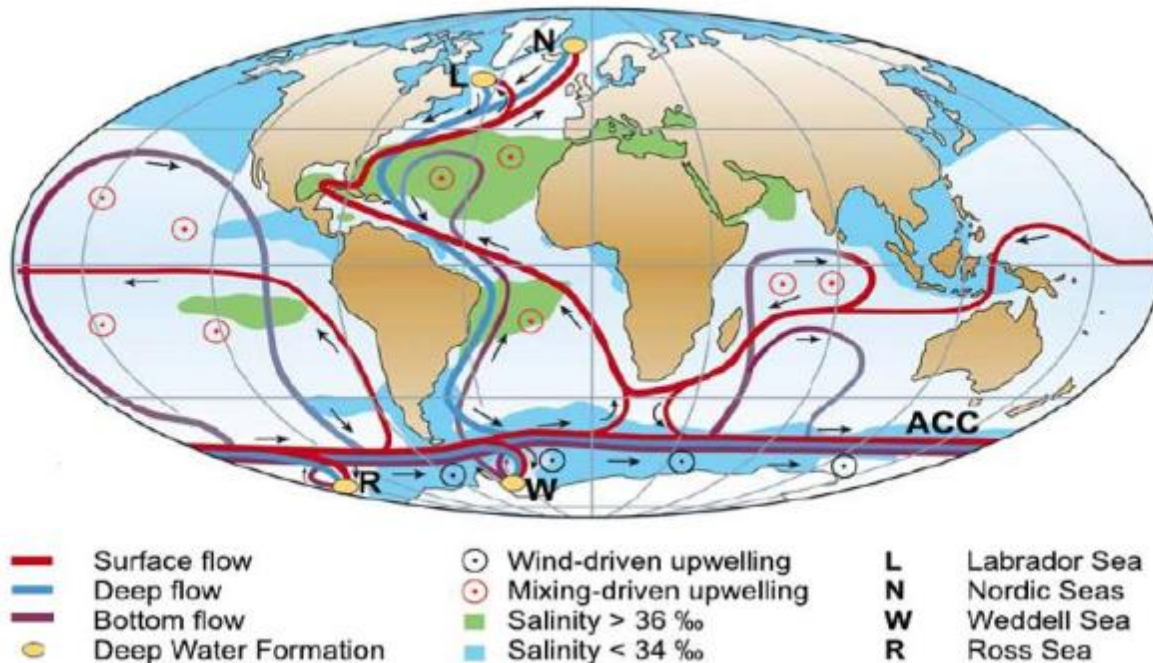 N
L
ACC
R
W
Surface flow
Deep flow
Bottom flow
Deep Water Formation
Wind-driven upwelling
Mixing-driven upwelling
Salinity > 36 ‰
Salinity < 34 ‰
L Labrador Sea
N Nordic Seas
W Weddell Sea
R Ross Sea